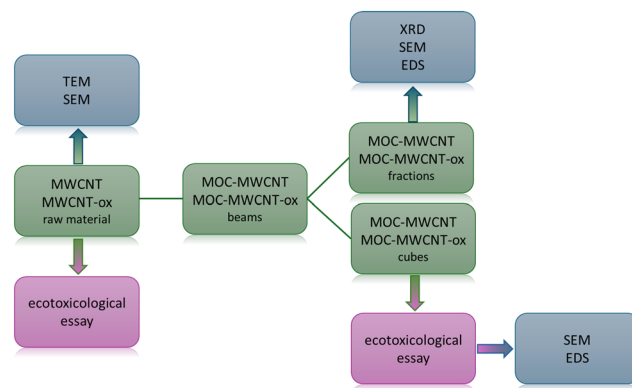 TEM
SEM
MWCNT
MWCNT-ox
raw material
ecotoxicological
essay
MOC-MWCNT
MOC-MWCNT-ox
beams
XRD
SEM
EDS
MOC-MWCNT
MOC-MWCNT-ox
fractions
MOC-MWCNT
MOC-MWCNT-ox
cubes
ecotoxicological
essay
SEM
EDS